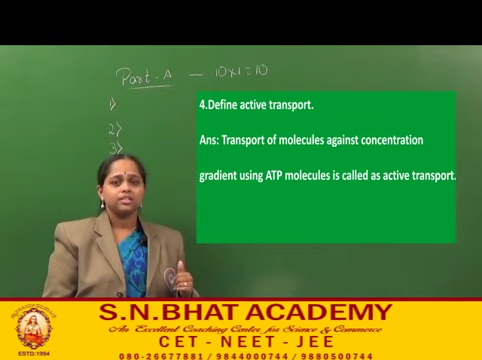 Part-A — 10x1=10
1)
2)
3)
4.Define active transport.
Ans: Transport of molecules against concentration
gradient using ATP molecules is called as active transport.
S.N.BHAT ACADEMY
An Excellent Coaching Center for Science & Commerce
CET - NEET - JEE
ESTD:1994
080-26677881 / 9844000744 / 9880500744